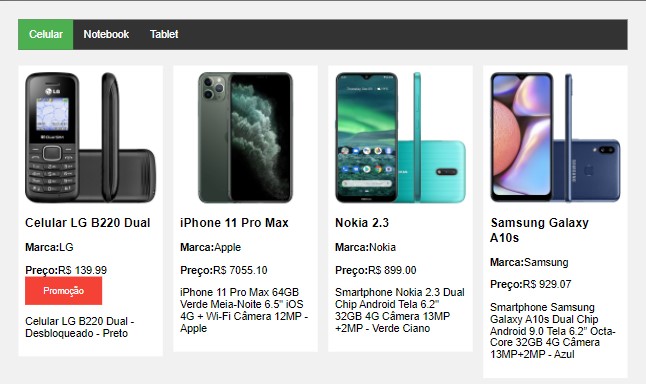 Celular Notebook Tablet
Celular LG B220 Dual
Marca:LG
Preço:R$ 139.99
Promoção
Celular LG B220 Dual -
Desbloqueado - Preto
iPhone 11 Pro Max
Marca:Apple
Preço:R$ 7055.10
iPhone 11 Pro Max 64GB
Verde Meia-Noite 6.5" iOS
4G + Wi-Fi Câmera 12MP -
Apple
Nokia 2.3
Marca:Nokia
Preço:R$ 899.00
Smartphone Nokia 2.3 Dual
Chip Android Tela 6.2"
32GB 4G Câmera 13MP
+2MP - Verde Ciano
Samsung Galaxy
A10s
Marca:Samsung
Preço:R$ 929.07
Smartphone Samsung
Galaxy A10s Dual Chip
Android 9.0 Tela 6.2" Octa-
Core 32GB 4G Câmera
13MP+2MP - Azul